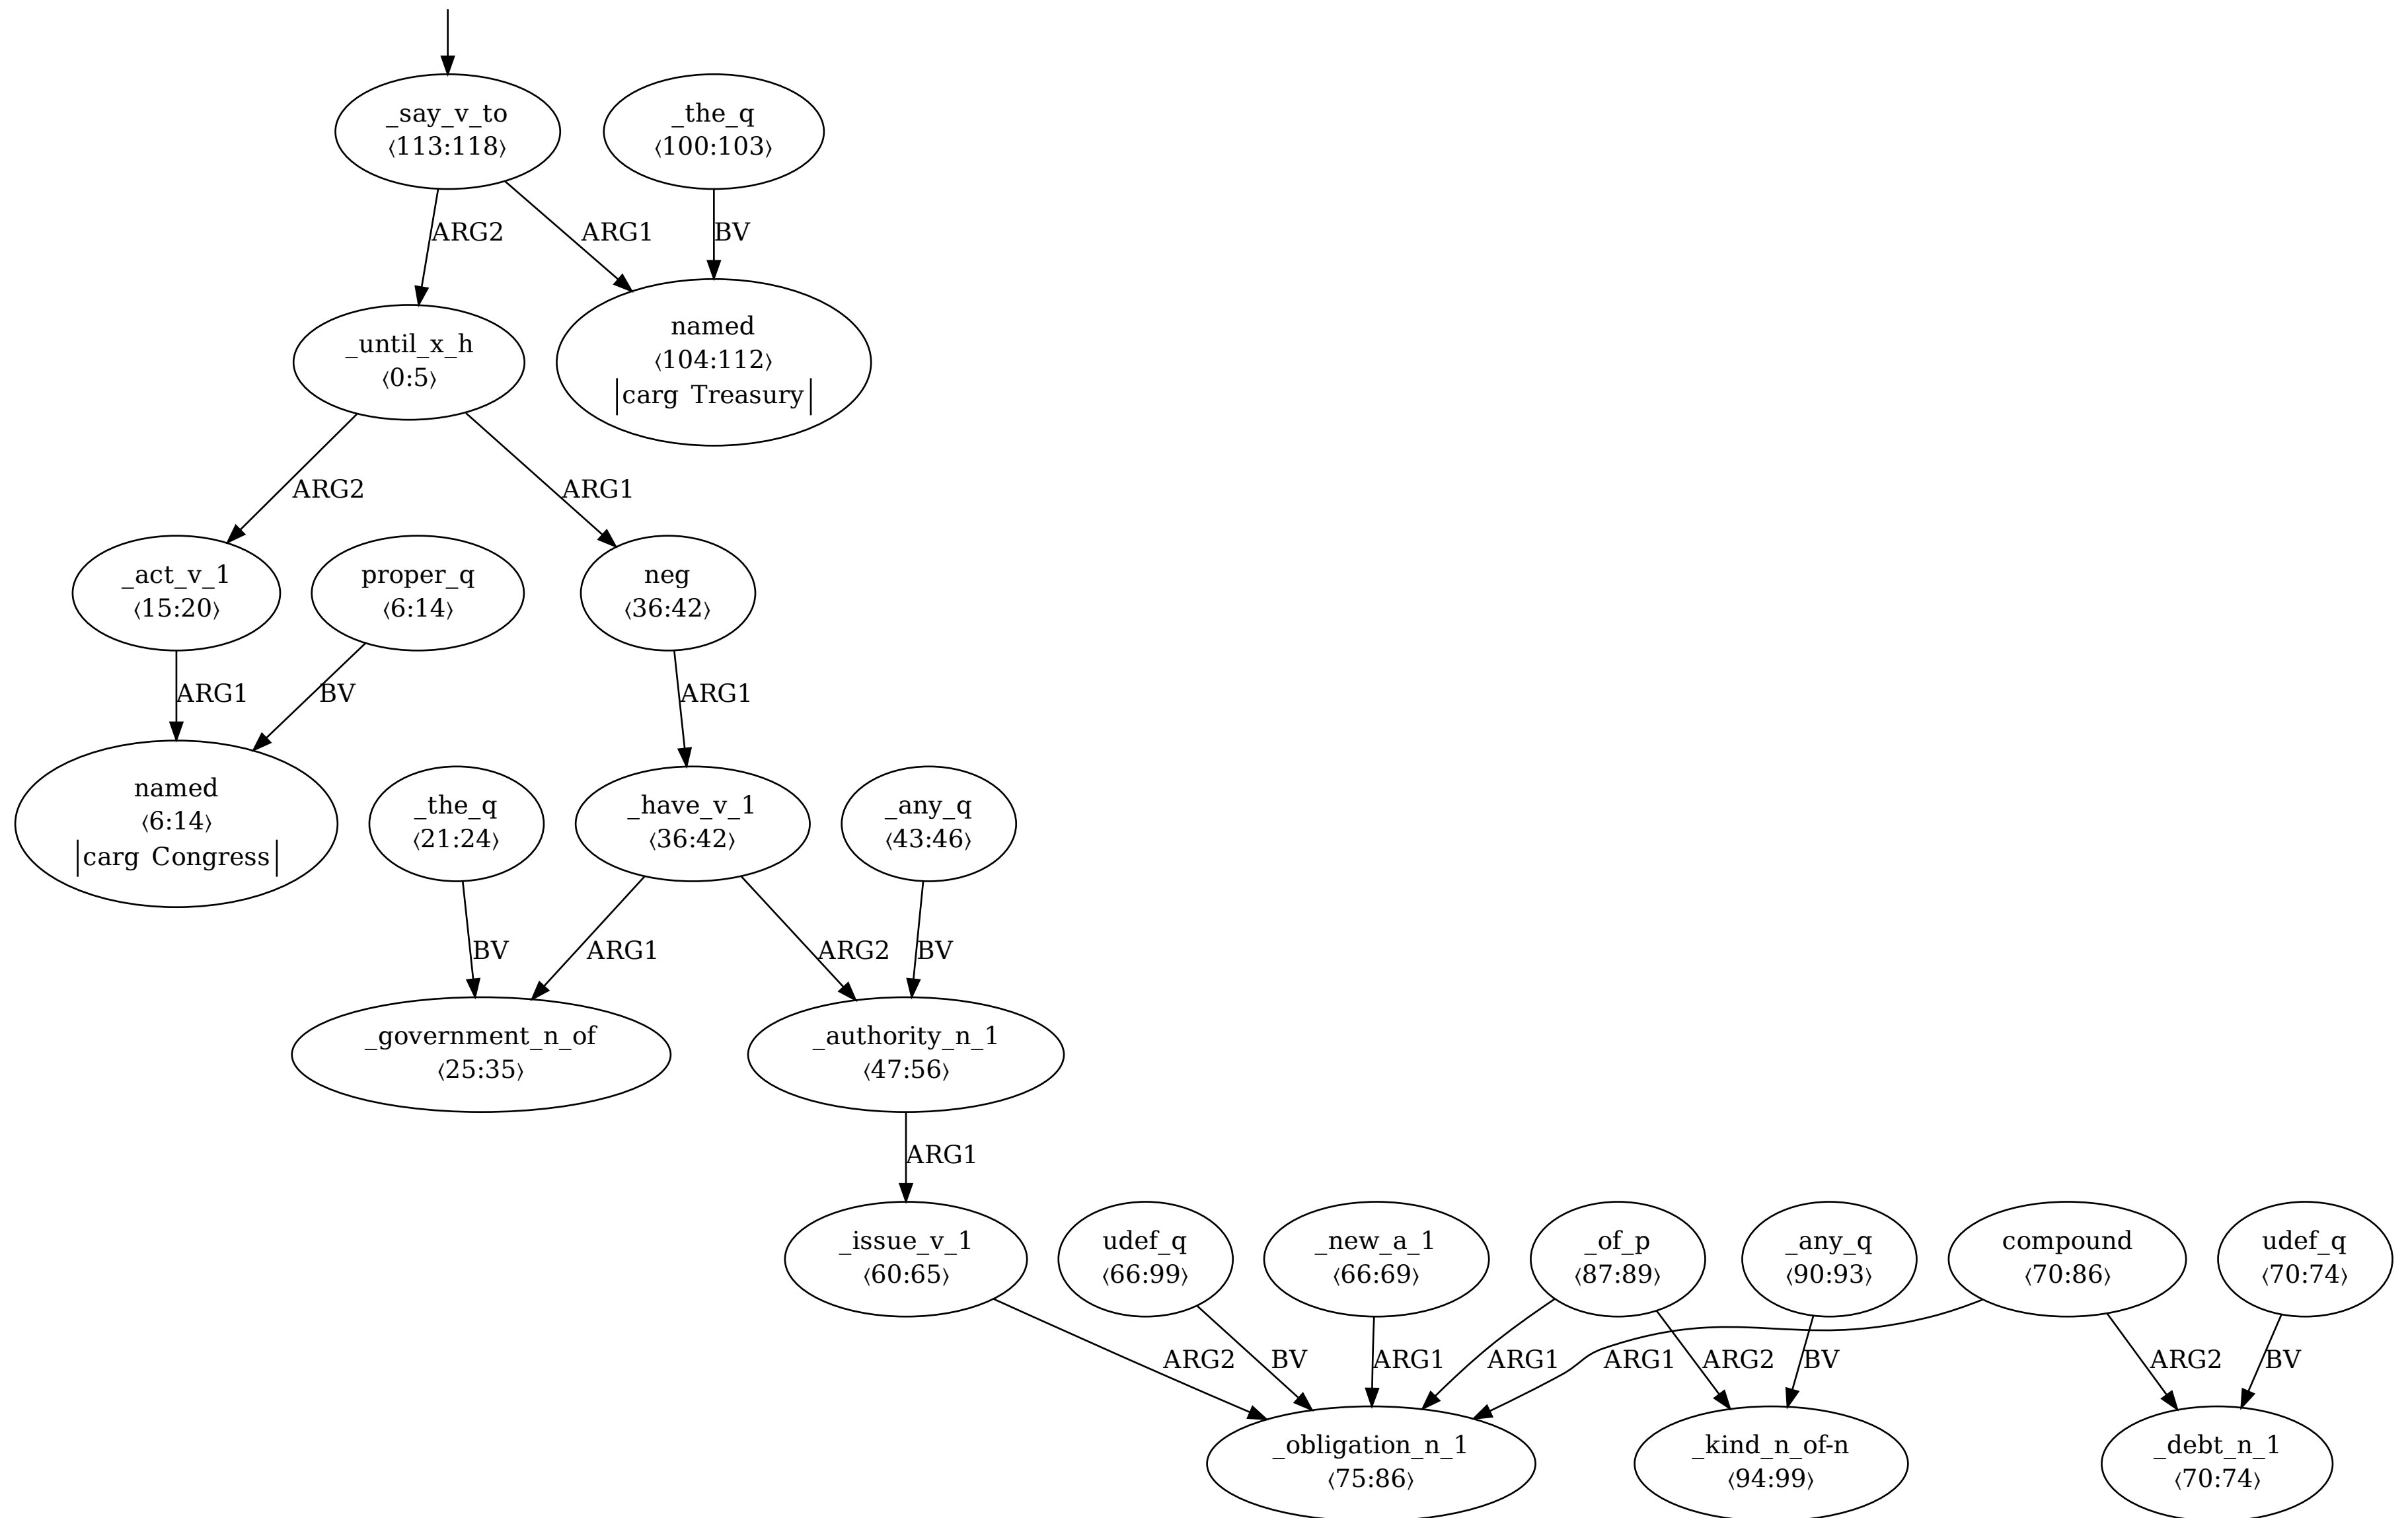 _say_v_to
⟨113:118⟩
_the_q
⟨100:103⟩
ARG2
ARG1
BV
_until_x_h
⟨0:5⟩
named
⟨104:112⟩
|carg Treasury|
ARG2
ARG1
_act_v_1
⟨15:20⟩
proper_q
⟨6:14⟩
neg
⟨36:42⟩
ARG1
BV
ARG1
named
⟨6:14⟩
|carg Congress|
_the_q
⟨21:24⟩
_have_v_1
⟨36:42⟩
_any_q
⟨43:46⟩
BV
ARG1
ARG2
BV
_government_n_of
⟨25:35⟩
_authority_n_1
⟨47:56⟩
ARG1
_issue_v_1
⟨60:65⟩
udef_q
⟨66:99⟩
_new_a_1
⟨66:69⟩
_of_p
⟨87:89⟩
_any_q
⟨90:93⟩
compound
⟨70:86⟩
udef_q
⟨70:74⟩
ARG2
BV
ARG1
ARG1
ARG1
ARG2
BV
ARG2
BV
_obligation_n_1
⟨75:86⟩
_kind_n_of-n
⟨94:99⟩
_debt_n_1
⟨70:74⟩